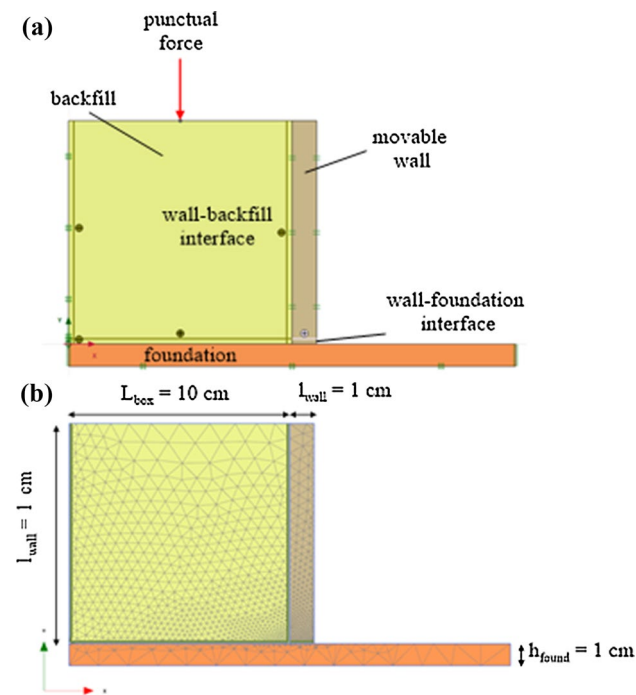 (a)
punctual
force
backfill
movable
wall
wall-backfill
interface
wall-foundation
interface
Y
X
foundation
(b)
L_box = 10 cm
l_wall = 1 cm
l_wall = 1 cm
h_found = 1 cm
Y
X